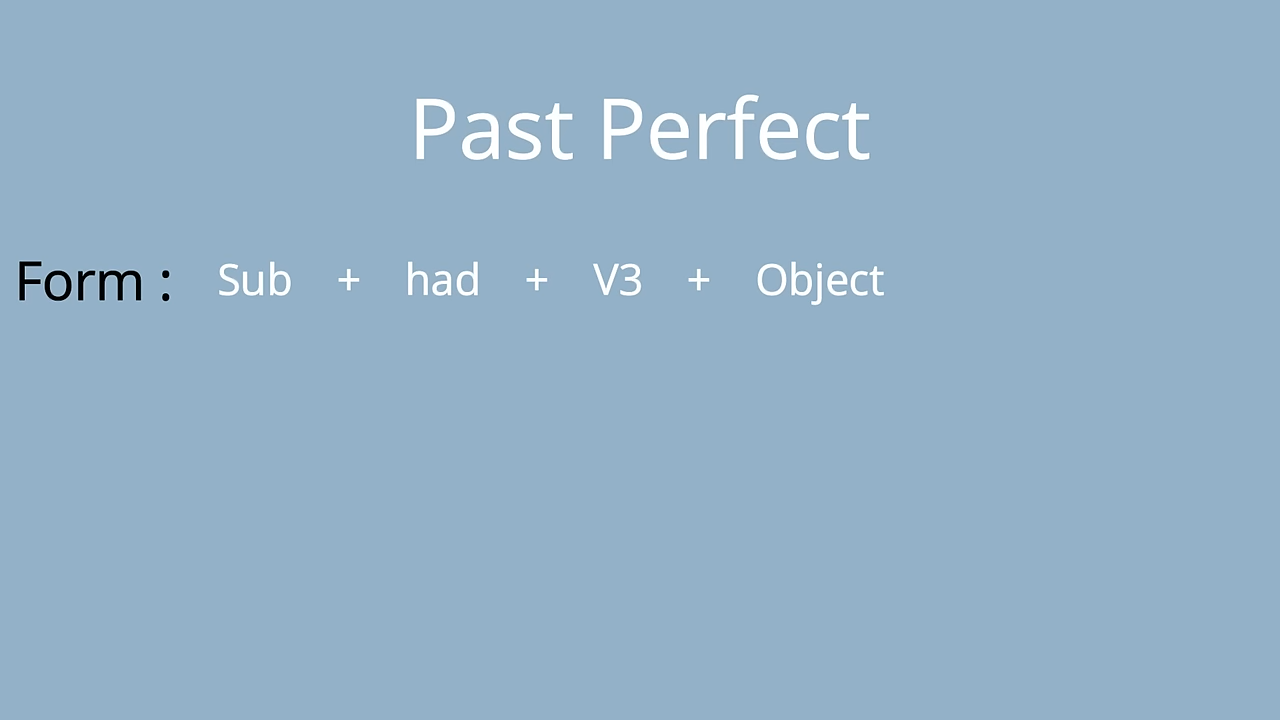 Past Perfect
Form : Sub + had + V3 + Object